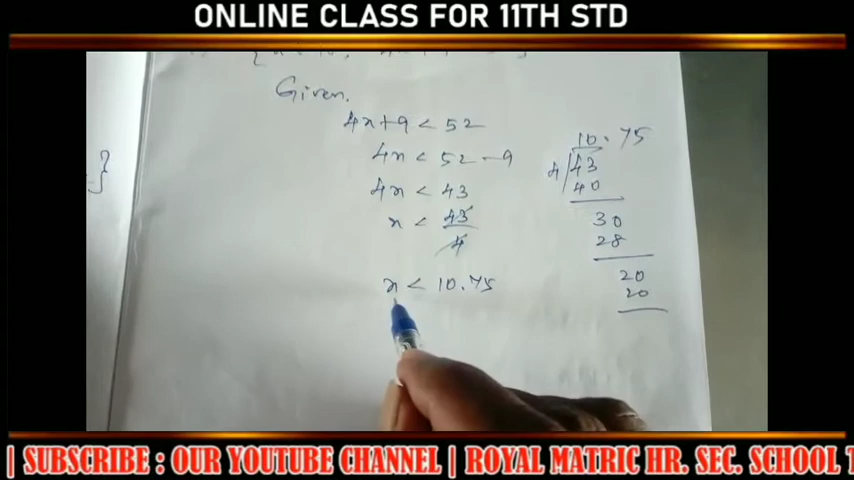 ONLINE CLASS FOR 11TH STD
Given.
4x+9 < 52
4x < 52-9
4x < 43
x < 43/4
x < 10.75
10.75
4 43
40
30
28
20
20
}
| SUBSCRIBE : OUR YOUTUBE CHANNEL | ROYAL MATRIC HR. SEC. SCHOOL T